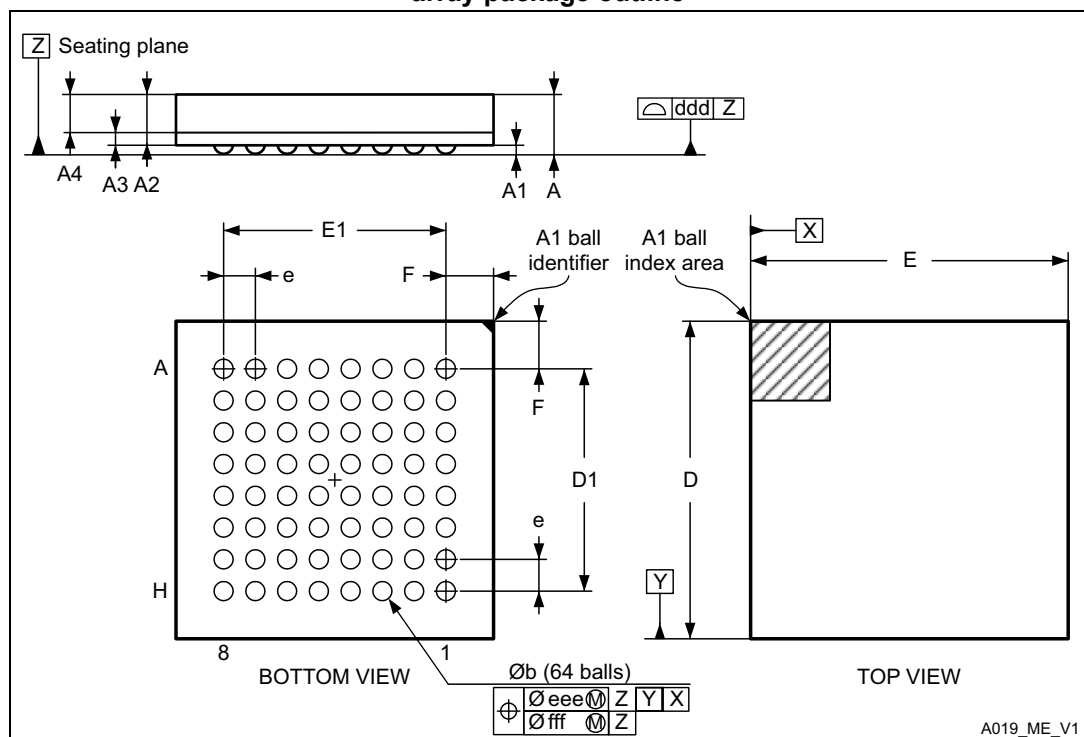 array package outline
Z Seating plane
ddd Z
A4 A3 A2 A1 A
E1 A1 ball identifier A1 ball index area X
e F E
A
F
D1 D
e
H Y
8 1
BOTTOM VIEW Øb (64 balls) TOP VIEW
Ø eee Ⓜ Z Y X
Ø fff Ⓜ Z
A019_ME_V1